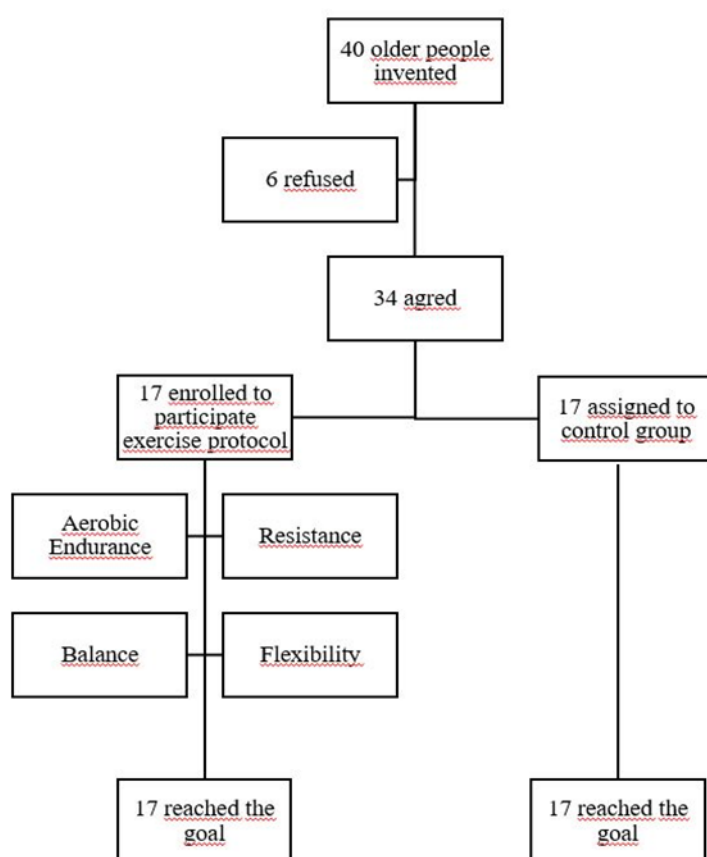 40 older people
invented
6 refused
34 agred
17 enrolled to
participate
exercise protocol
17 assigned to
control group
Aerobic
Endurance
Resistance
Balance
Flexibility
17 reached the
goal
17 reached the
goal